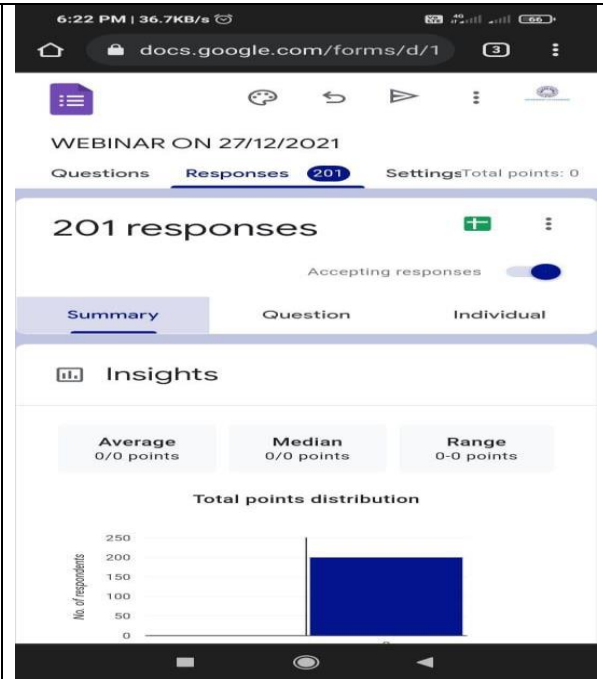 6:22 PM | 36.7KB/s 4G 66
docs.google.com/forms/d/1 3
WEBINAR ON 27/12/2021
Questions Responses 201 Settings Total points: 0
201 responses
Accepting responses
Summary Question Individual
Insights
Average Median Range
0/0 points 0/0 points 0-0 points
Total points distribution
No. of respondents
250
200
150
100
50
0